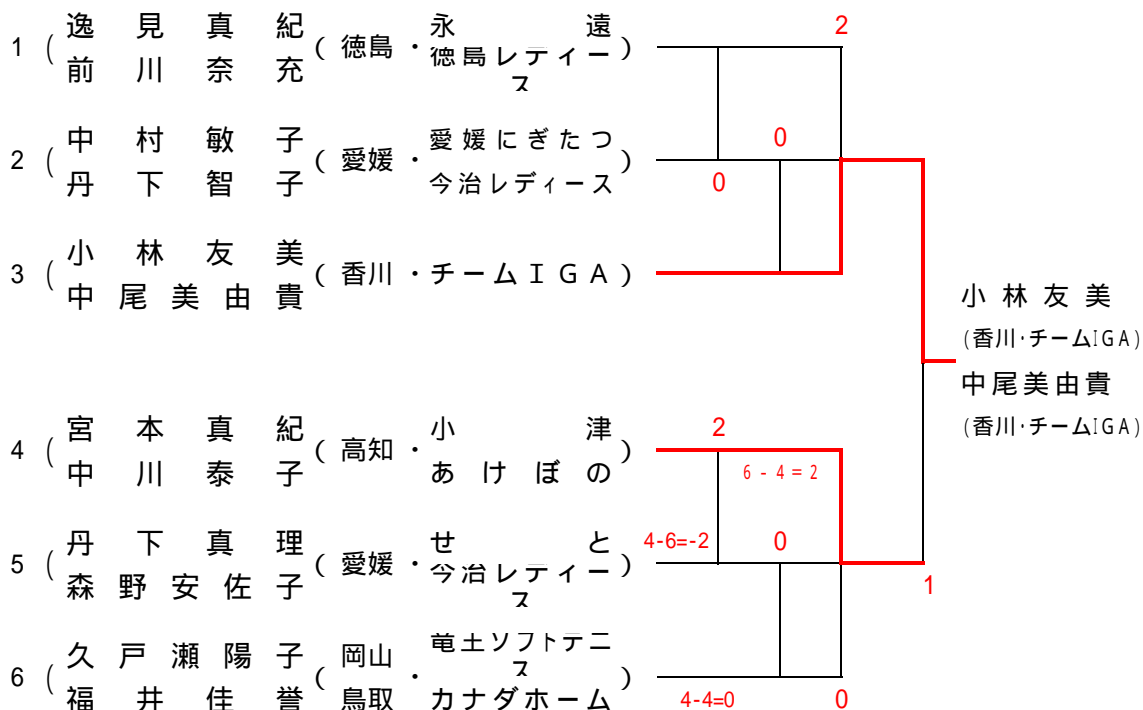 1 ( 逸見真紀 ( 徳島 ・ 永遠 )
前川奈充 徳島レディース
2
2 ( 中村敏子 ( 愛媛 ・ 愛媛にぎたつ )
丹下智子 今治レディース
0
0
3 ( 小林友美 ( 香川 ・ チームIGA )
中尾美由貴
小林友美
(香川・チームIGA)
中尾美由貴
(香川・チームIGA)
4 ( 宮本真紀 ( 高知 ・ 小津 )
中川泰子 あけぼの
2
6-4=2
5 ( 丹下真理 ( 愛媛 ・ せと )
森野安佐子 今治レディース
4-6=-2
0
1
6 ( 久戸瀬陽子 ( 岡山 ・ 竜土ソフトテニス )
福井佳誉 鳥取 カナダホーム
4-4=0
0